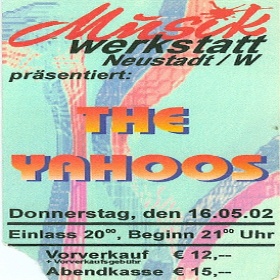 Musik
werkstatt
Neustadt/W
präsentiert:
THE
YAHOOS
Donnerstag, den 16.05.02
Einlass 20⁰⁰, Beginn 21⁰⁰ Uhr
Vorverkauf € 12,--
+ Vorverkaufsgebühr
Abendkasse € 15,--